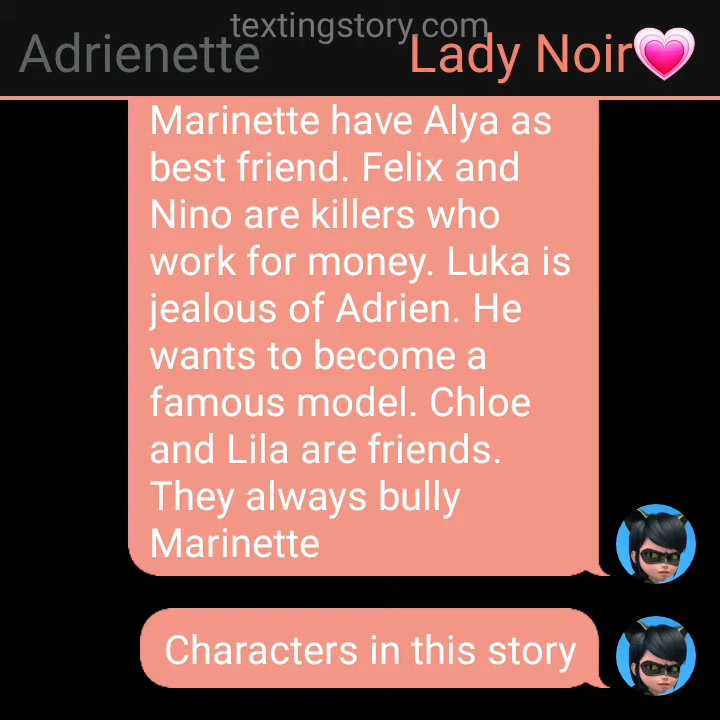 textingstory.com
Adrienette
Lady Noir💗
Marinette have Alya as
best friend. Felix and
Nino are killers who
work for money. Luka is
jealous of Adrien. He
wants to become a
famous model. Chloe
and Lila are friends.
They always bully
Marinette
Characters in this story